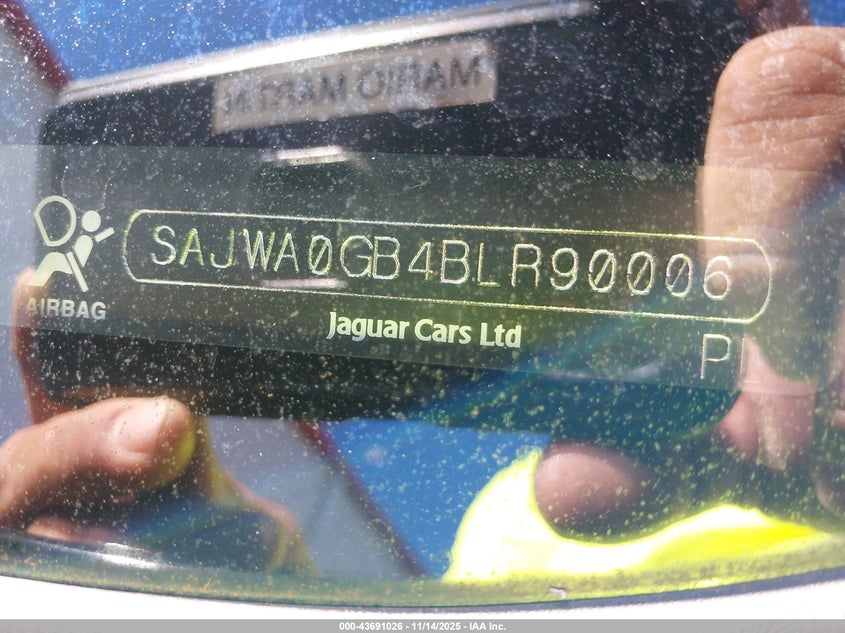 SAJWA0GB4BLR90006
AIRBAG
Jaguar Cars Ltd
000-43691026 - 11/14/2025 - IAA Inc.